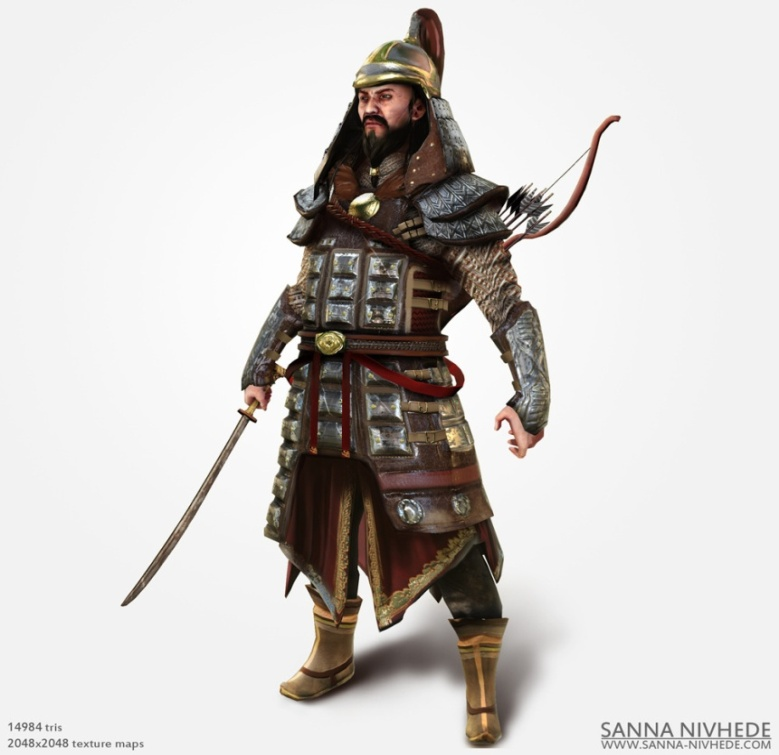 14984 tris
2048x2048 texture maps
SANNA NIVHEDE
WWW.SANNA-NIVHEDE.COM